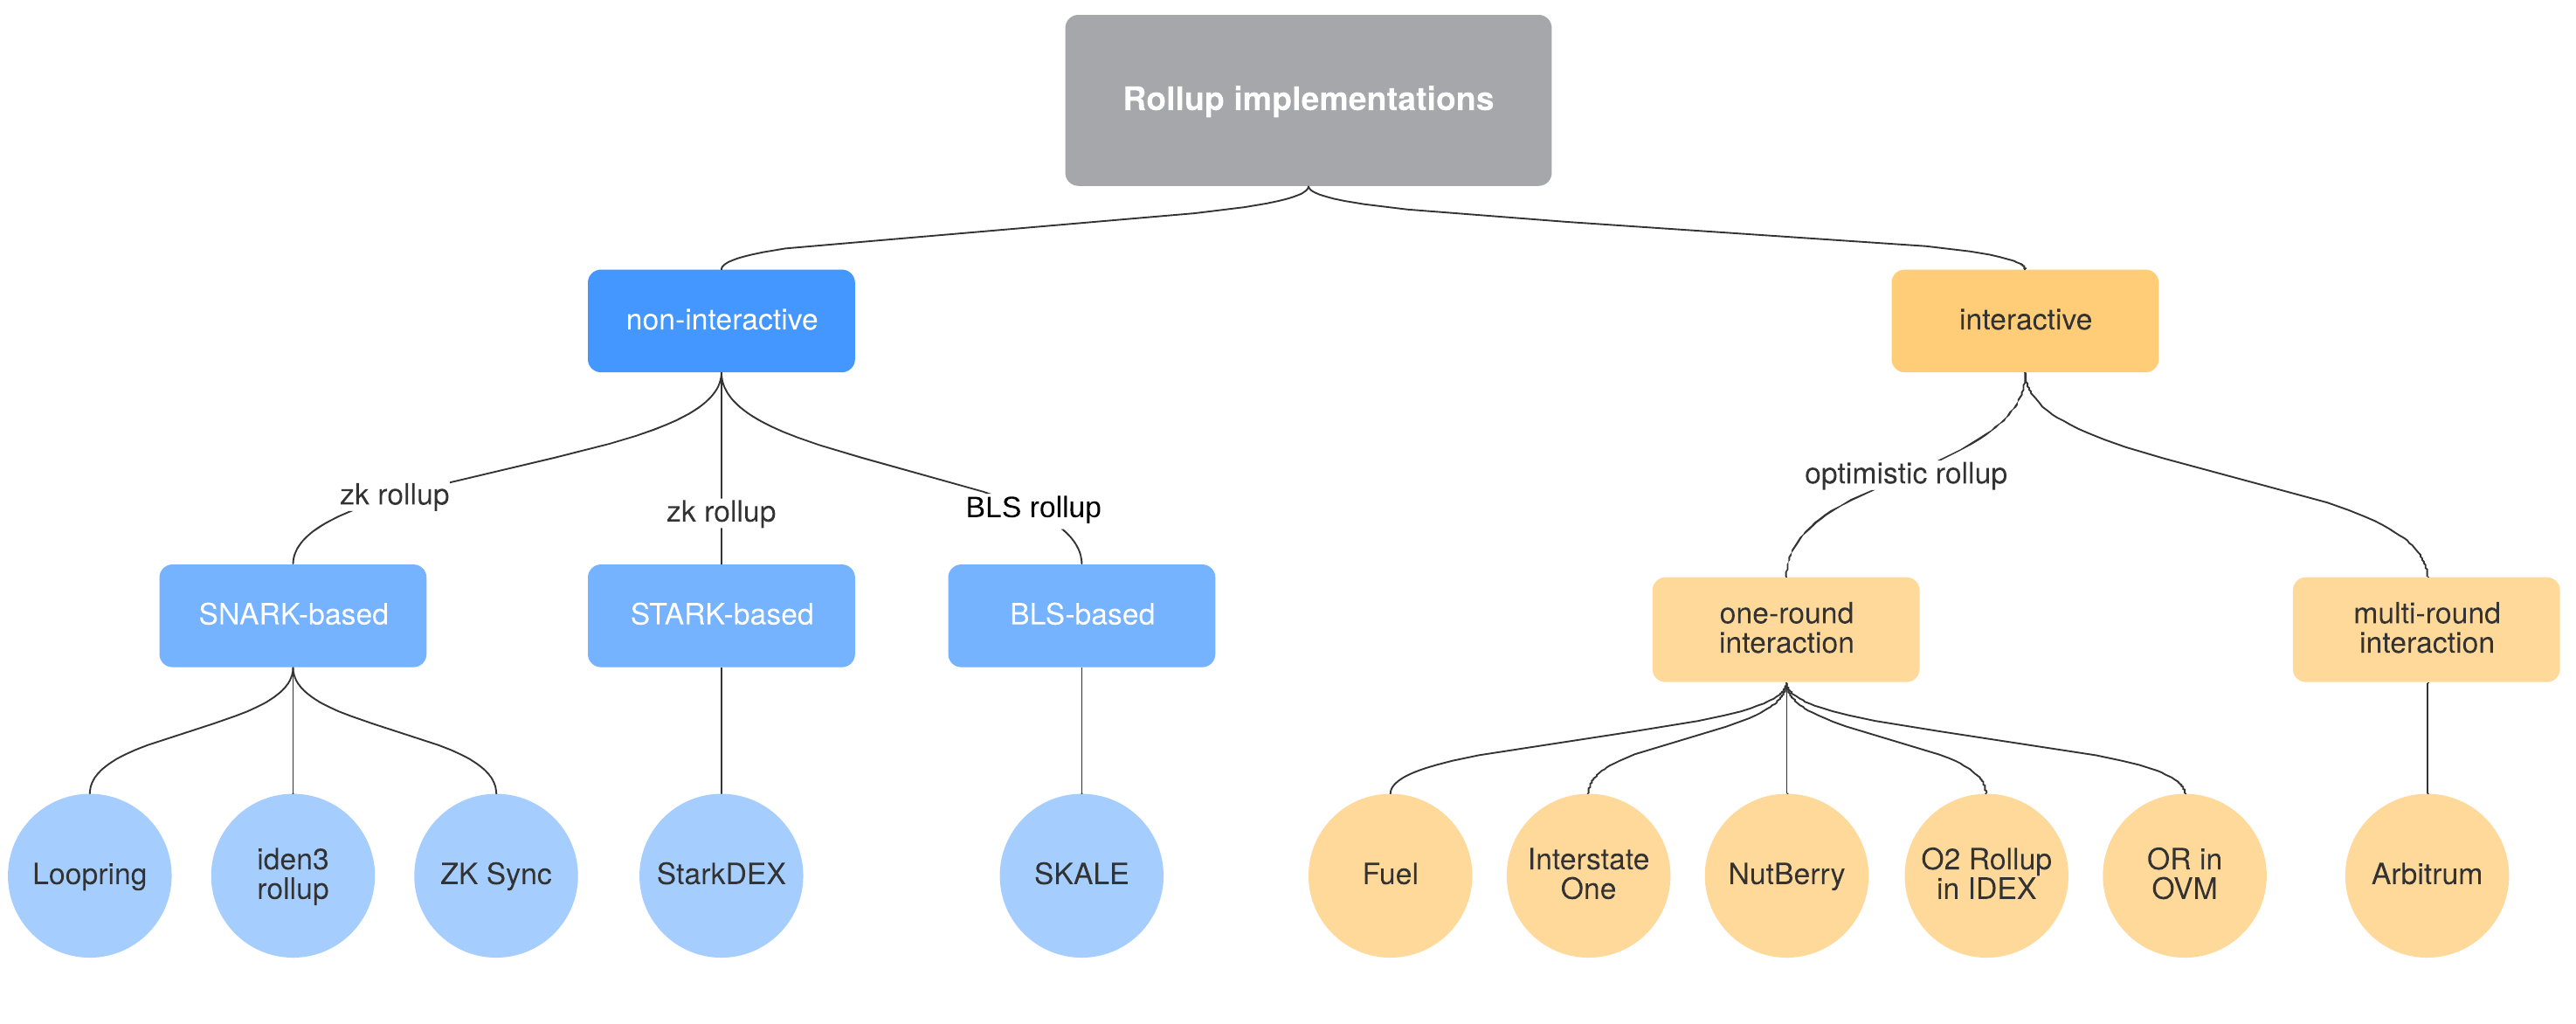 Rollup implementations
non-interactive
interactive
optimistic rollup
zk rollup
zk rollup
BLS rollup
SNARK-based
STARK-based
BLS-based
one-round
interaction
multi-round
interaction
Loopring
iden3
rollup
ZK Sync
StarkDEX
SKALE
Fuel
Interstate
One
NutBerry
O2 Rollup
in IDEX
OR in
OVM
Arbitrum